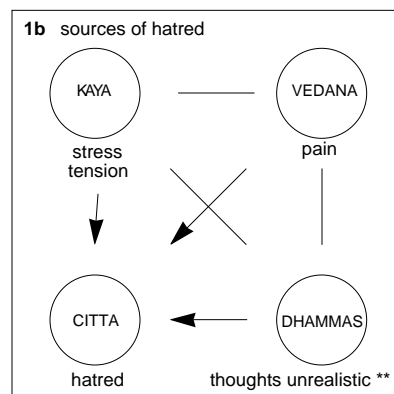 1b sources of hatred
KAYA
VEDANA
stress
tension
pain
CITTA
DHAMMAS
hatred
thoughts unrealistic **